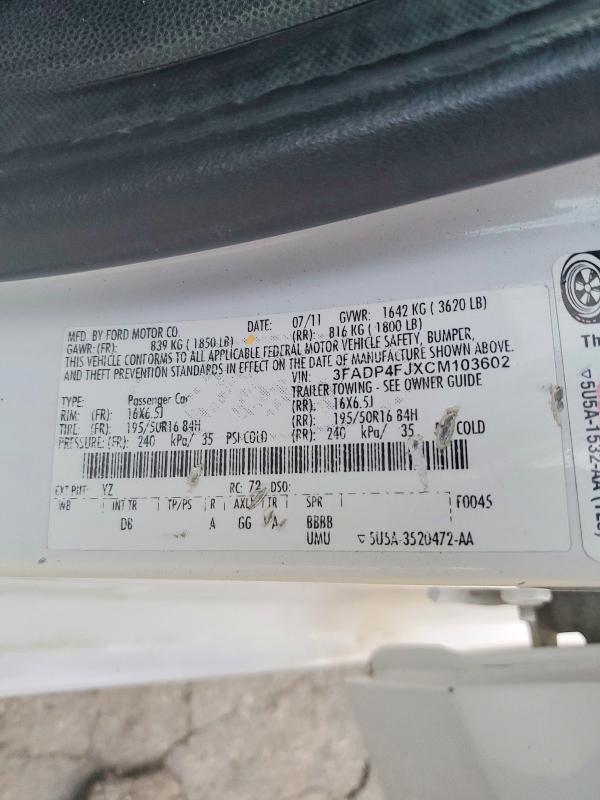 MFD. BY FORD MOTOR CO. DATE: 07/11 GVWR: 1642 KG ( 3620 LB)
GAWR: (FR): 839 KG ( 1850 LB) (RR): 816 KG ( 1800 LB)
THIS VEHICLE CONFORMS TO ALL APPLICABLE FEDERAL MOTOR VEHICLE SAFETY, BUMPER,
AND THEFT PREVENTION STANDARDS IN EFFECT ON THE DATE OF MANUFACTURE SHOWN ABOVE.
VIN: 3FADP4FJXCM103602
TYPE: Passenger Car TRAILER TOWING - SEE OWNER GUIDE
RIM: (FR): 16X6.5J (RR): 16X6.5J
TIRE: (FR): 195/50R16 84H (RR): 195/50R16 84H
PRESSURE: (FR): 240 kPa/ 35 PSI COLD (RR): 240 kPa/ 35 COLD
EXT PNT: YZ RC: 72 DSO:
WB INT TR TP/PS R AXLE TR SPR F0045
DB A GG A BBBB
UMU ▽5U5A-3520472-AA
Th
▽5U5A-1532-AA